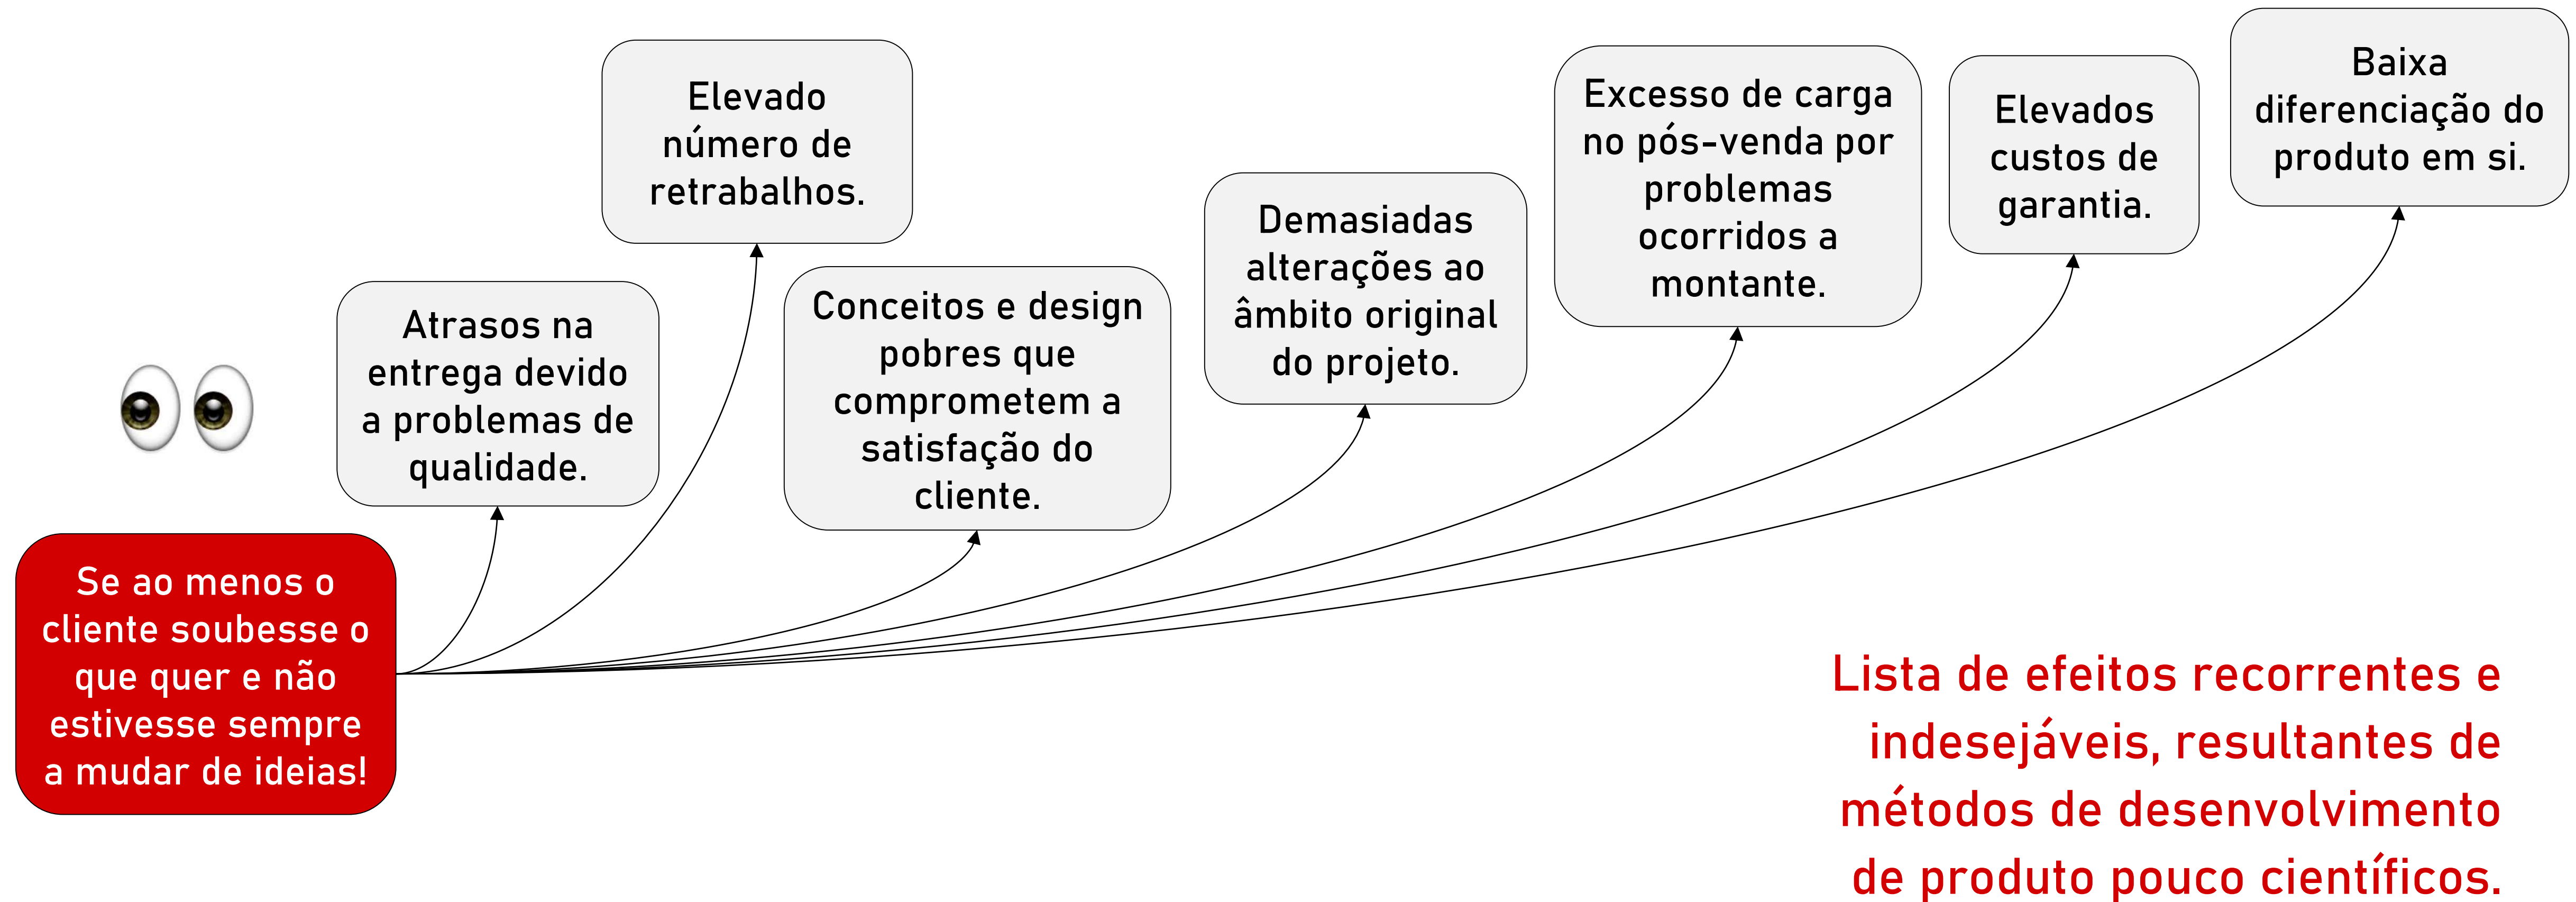 Se ao menos o
cliente soubesse o
que quer e não
estivesse sempre
a mudar de ideias!
Atrasos na
entrega devido
a problemas de
qualidade.
Elevado
número de
retrabalhos.
Conceitos e design
pobres que
comprometem a
satisfação do
cliente.
Demasiadas
alterações ao
âmbito original
do projeto.
Excesso de carga
no pós-venda por
problemas
ocorridos a
montante.
Elevados
custos de
garantia.
Baixa
diferenciação do
produto em si.
Lista de efeitos recorrentes e
indesejáveis, resultantes de
métodos de desenvolvimento
de produto pouco científicos.